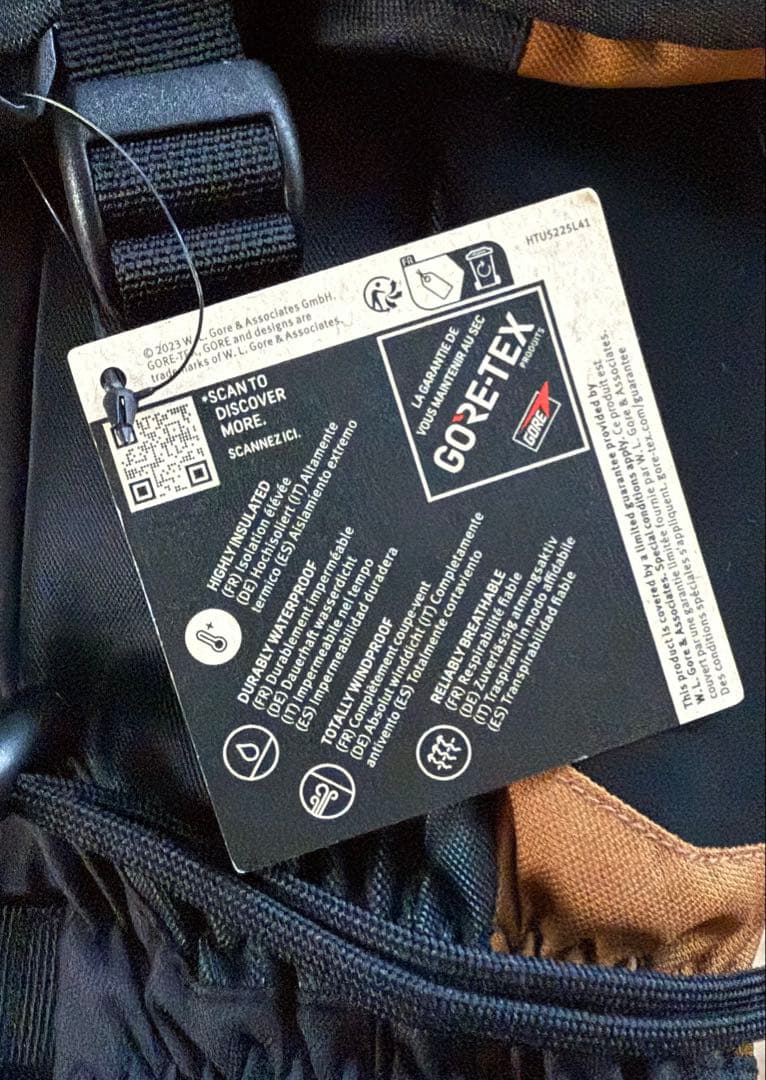 © 2023 W. L. Gore & Associates GmbH.
GORE-TEX, GORE and designs are
trademarks of W. L. Gore & Associates.
FR
HTU5225L41
*SCAN TO
DISCOVER
MORE.
SCANNEZ ICI.
LA GARANTIE DE
VOUS MAINTENIR AU SEC
GORE-TEX
PRODUITS
GORE
HIGHLY INSULATED
(FR) Isolation élévée
(DE) Hochisoliert (IT) Altamente
termico (ES) Aislamiento extremo
DURABLY WATERPROOF
(FR) Durablement imperméable
(DE) Dauerhaft wasserdicht
(IT) Impermeabile nel tempo
(ES) Impermeabilidad duradera
TOTALLY WINDPROOF
(FR) Complètement coupe-vent
(DE) Absolut winddicht (IT) Completamente
antivento (ES) Totalmente cortaviento
RELIABLY BREATHABLE
(FR) Respirabilité fiable
(DE) Zuverlässig atmungsaktiv
(IT) Traspiranti in modo affidabile
(ES) Transpirabilidad fiable
This Product is covered by a limited guarantee provided by
W. L. Gore & Associates. Special conditions apply. Ce produit est
couvert par une garantie limitée fournie par W. L. Gore & Associates
Des conditions spéciales s'appliquent. gore-tex.com/guarantee